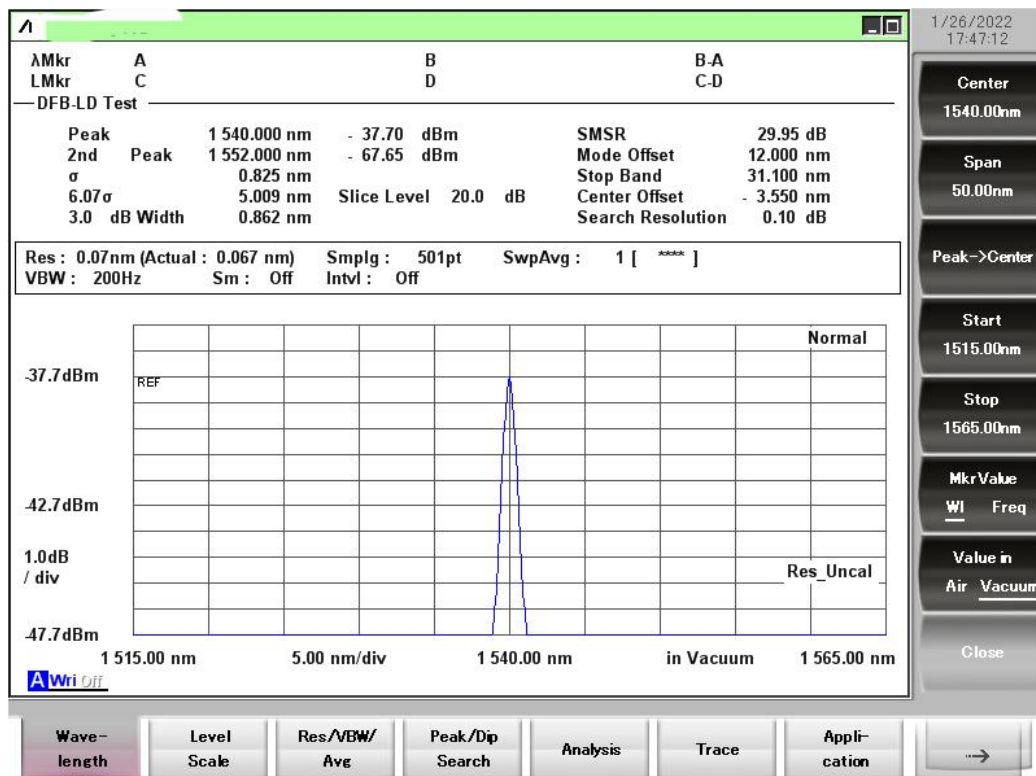 1/26/2022
17:47:12
λMkr A B B-A
LMkr C D C-D
DFB-LD Test
Peak 1 540.000 nm - 37.70 dBm SMSR 29.95 dB
2nd Peak 1 552.000 nm - 67.65 dBm Mode Offset 12.000 nm
σ 0.825 nm Stop Band 31.100 nm
6.07σ 5.009 nm Slice Level 20.0 dB Center Offset - 3.550 nm
3.0 dB Width 0.862 nm Search Resolution 0.10 dB
Res : 0.07nm (Actual : 0.067 nm) Smplg : 501pt SwpAvg : 1 [ **** ]
VBW : 200Hz Sm : Off Intvl : Off
Normal
-37.7dBm
REF
-42.7dBm
1.0dB
/ div
Res_Uncal
-47.7dBm
1 515.00 nm 5.00 nm/div 1 540.00 nm in Vacuum 1 565.00 nm
A Wri Off
Center
1540.00nm
Span
50.00nm
Peak->Center
Start
1515.00nm
Stop
1565.00nm
Mkr Value
Wl Freq
Value in
Air Vacuum
Close
Wave-
length
Level
Scale
Res/VBW/
Avg
Peak/Dip
Search
Analysis
Trace
Appli-
cation